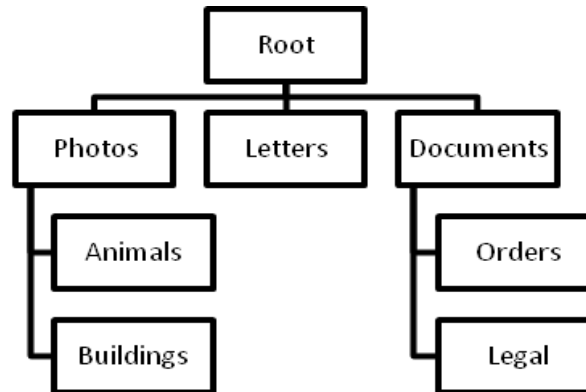 Root
Photos
Letters
Documents
Animals
Orders
Buildings
Legal